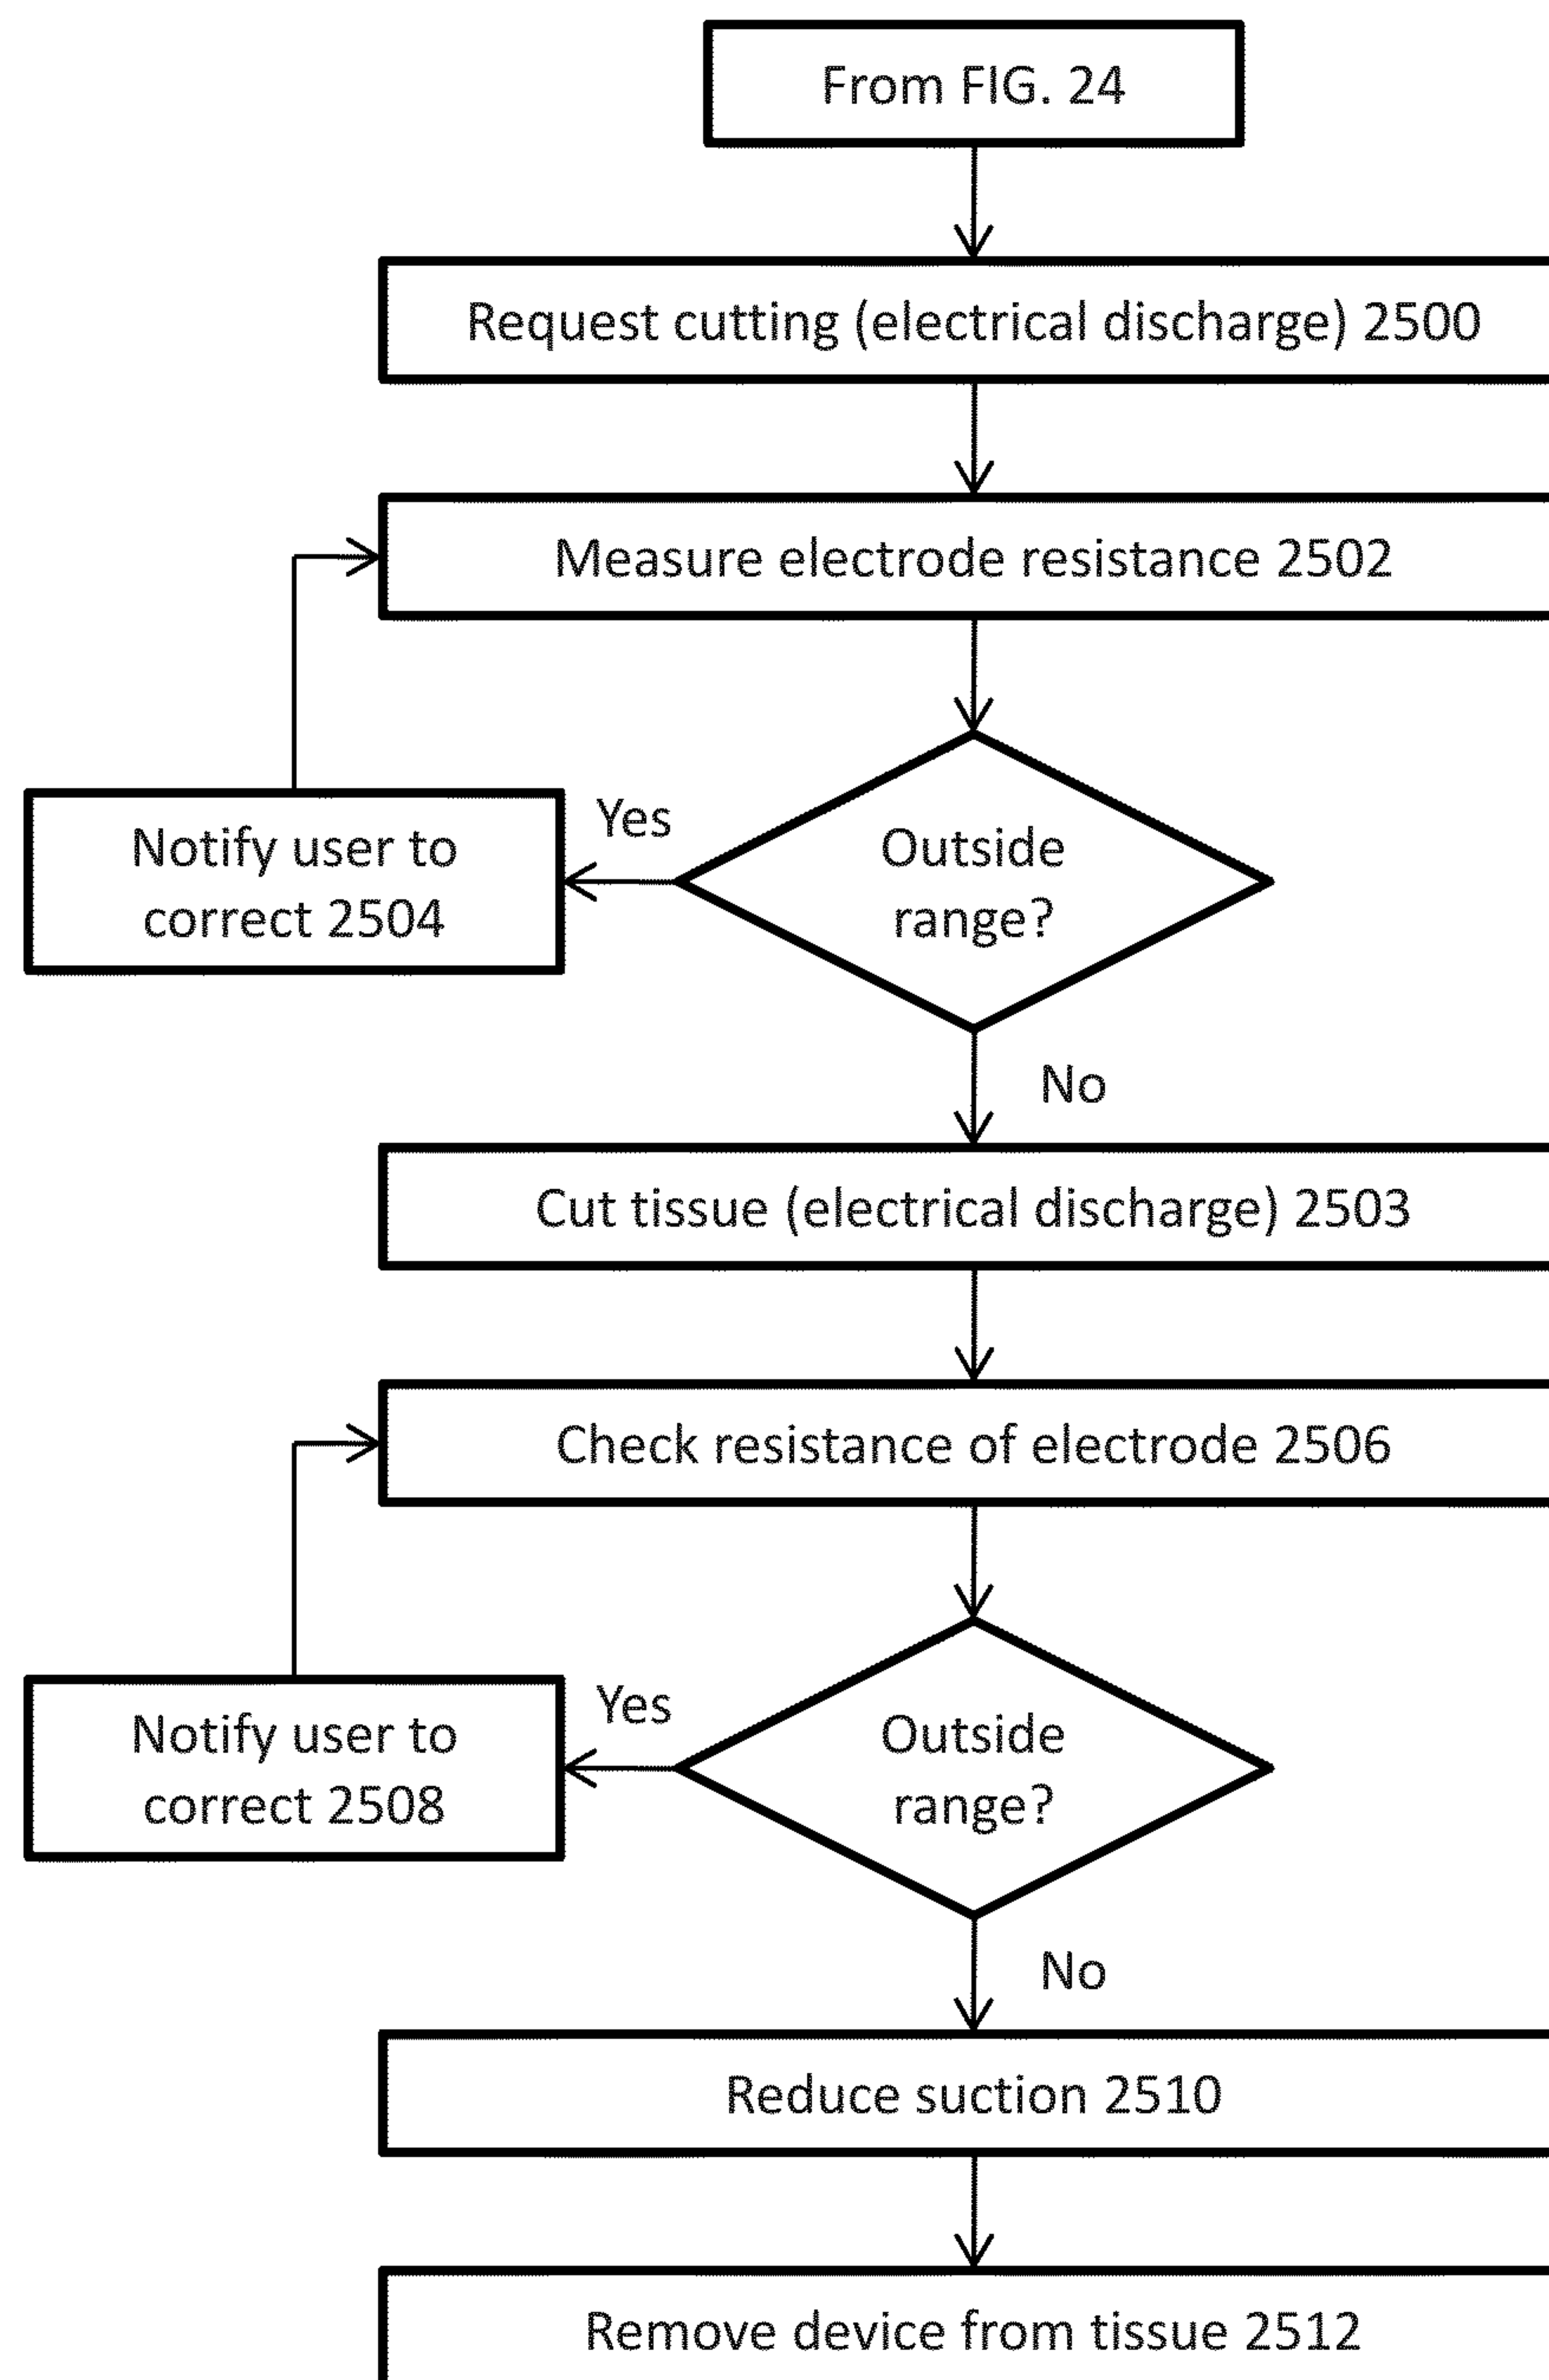 From FIG. 24
Request cutting (electrical discharge) 2500
Measure electrode resistance 2502
Yes
Notify user to
correct 2504
Outside
range?
No
Cut tissue (electrical discharge) 2503
Check resistance of electrode 2506
Yes
Notify user to
correct 2508
Outside
range?
No
Reduce suction 2510
Remove device from tissue 2512